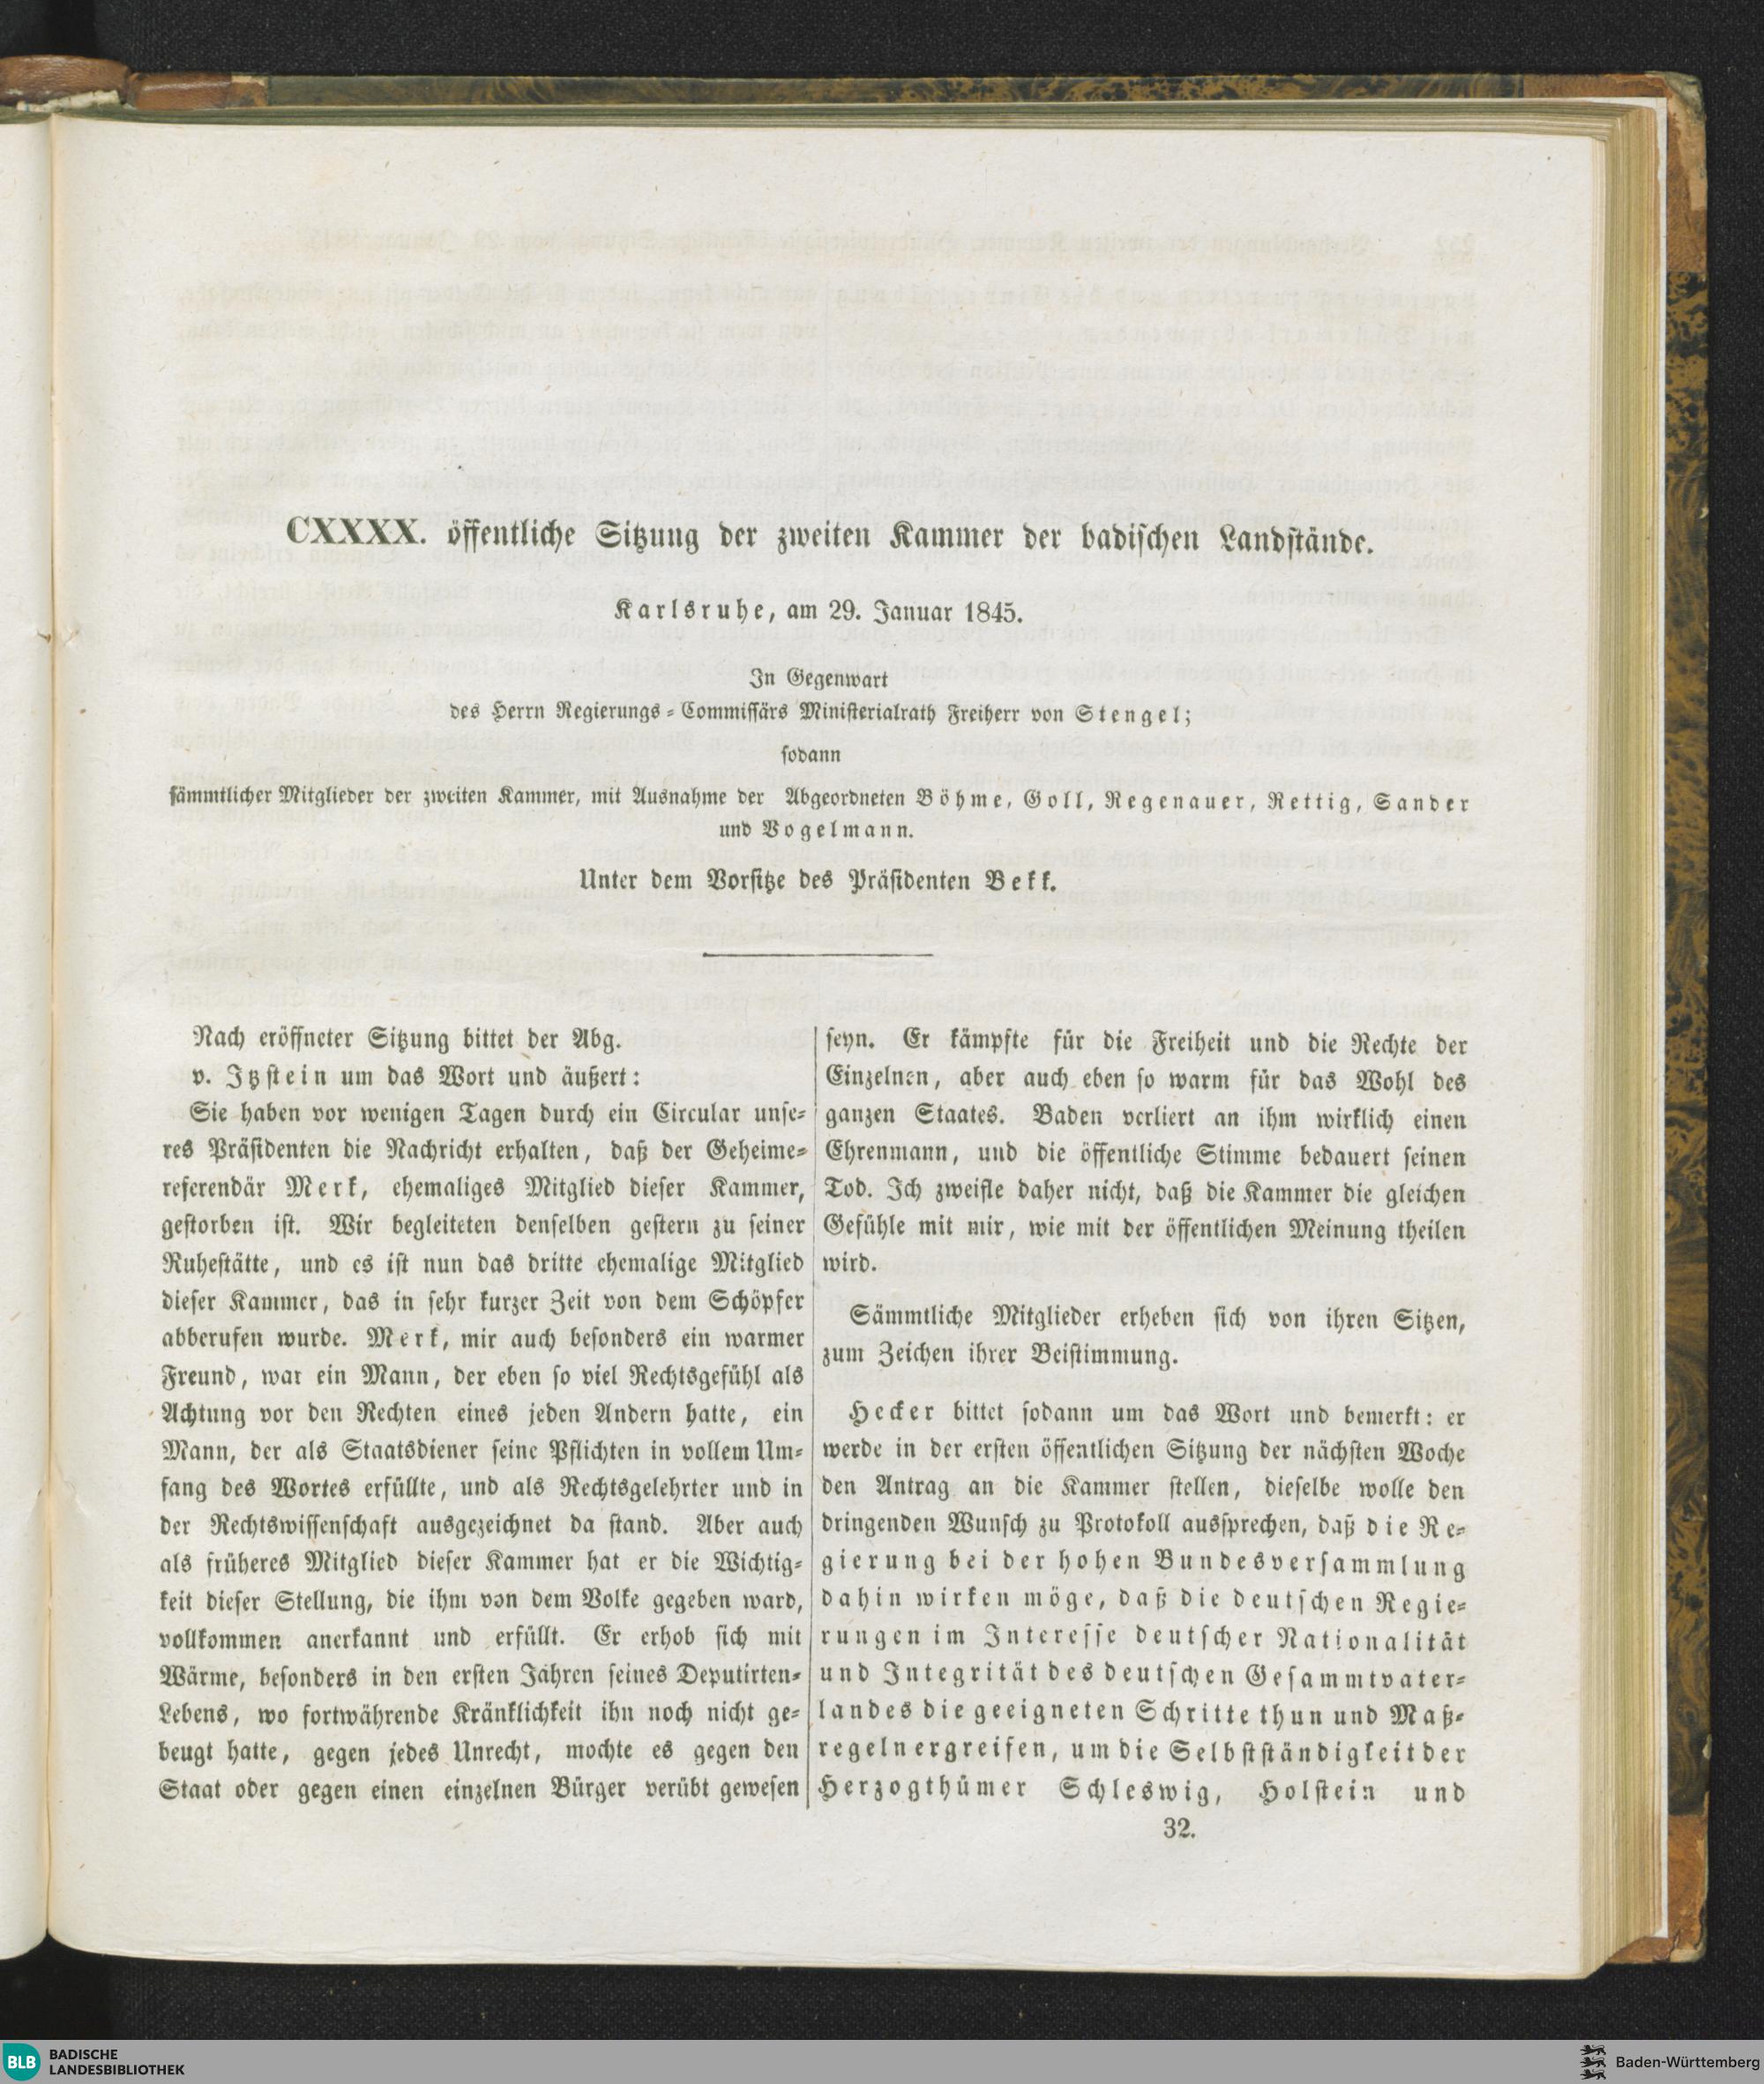 CXXXX. öffentliche Sitzung der zweiten Kammer der badischen Landstände.
Karlsruhe, am 29. Januar 1845.
In Gegenwart
des Herrn Regierungs-Commissärs Ministerialrath Freiherr von Stengel;
sodann
sämmtlicher Mitglieder der zweiten Kammer, mit Ausnahme der Abgeordneten Böhme, Goll, Regenauer, Rettig, Sander
und Vogelmann.
Unter dem Vorsitze des Präsidenten Bekk.
Nach eröffneter Sitzung bittet der Abg.
v. Itzstein um das Wort und äußert:
Sie haben vor wenigen Tagen durch ein Circular unse-
res Präsidenten die Nachricht erhalten, daß der Geheime-
referendär Merk, ehemaliges Mitglied dieser Kammer,
gestorben ist. Wir begleiteten denselben gestern zu seiner
Ruhestätte, und es ist nun das dritte ehemalige Mitglied
dieser Kammer, das in sehr kurzer Zeit von dem Schöpfer
abberufen wurde. Merk, mir auch besonders ein warmer
Freund, war ein Mann, der eben so viel Rechtsgefühl als
Achtung vor den Rechten eines jeden Andern hatte, ein
Mann, der als Staatsdiener seine Pflichten in vollem Um-
fang des Wortes erfüllte, und als Rechtsgelehrter und in
der Rechtswissenschaft ausgezeichnet da stand. Aber auch
als früheres Mitglied dieser Kammer hat er die Wichtig-
keit dieser Stellung, die ihm von dem Volke gegeben ward,
vollkommen anerkannt und erfüllt. Er erhob sich mit
Wärme, besonders in den ersten Jahren seines Deputirten-
Lebens, wo fortwährende Kränklichkeit ihn noch nicht ge-
beugt hatte, gegen jedes Unrecht, mochte es gegen den
Staat oder gegen einen einzelnen Bürger verübt gewesen
seyn. Er kämpfte für die Freiheit und die Rechte der
Einzelnen, aber auch eben so warm für das Wohl des
ganzen Staates. Baden verliert an ihm wirklich einen
Ehrenmann, und die öffentliche Stimme bedauert seinen
Tod. Ich zweifle daher nicht, daß die Kammer die gleichen
Gefühle mit mir, wie mit der öffentlichen Meinung theilen
wird.
Sämmtliche Mitglieder erheben sich von ihren Sitzen,
zum Zeichen ihrer Beistimmung.
Hecker bittet sodann um das Wort und bemerkt: er
werde in der ersten öffentlichen Sitzung der nächsten Woche
den Antrag an die Kammer stellen, dieselbe wolle den
dringenden Wunsch zu Protokoll aussprechen, daß die Re-
gierung bei der hohen Bundesversammlung
dahin wirken möge, daß die deutschen Regie-
rungen im Interesse deutscher Nationalität
und Integrität des deutschen Gesammtvater-
landes die geeigneten Schritte thun und Maß-
regeln ergreifen, um die Selbstständigkeit der
Herzogthümer Schleswig, Holstein und
32.
BLB BADISCHE
LANDESBIBLIOTHEK
Baden-Württemberg